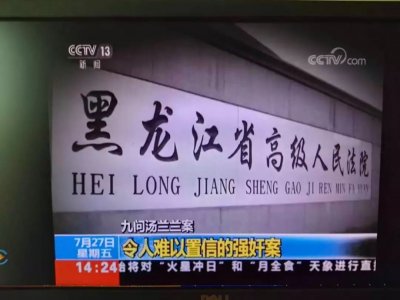 CCTV 13
新闻
CCTV.com
黑龙江省高级人民法院
HEI LONG JIANG SHENG GAO JI REN MIN FA YUAN
九问汤兰兰案
7月27日
星期五
令人难以置信的强奸案
14:24 台将对“火星冲日”和“月全食”天象进行直